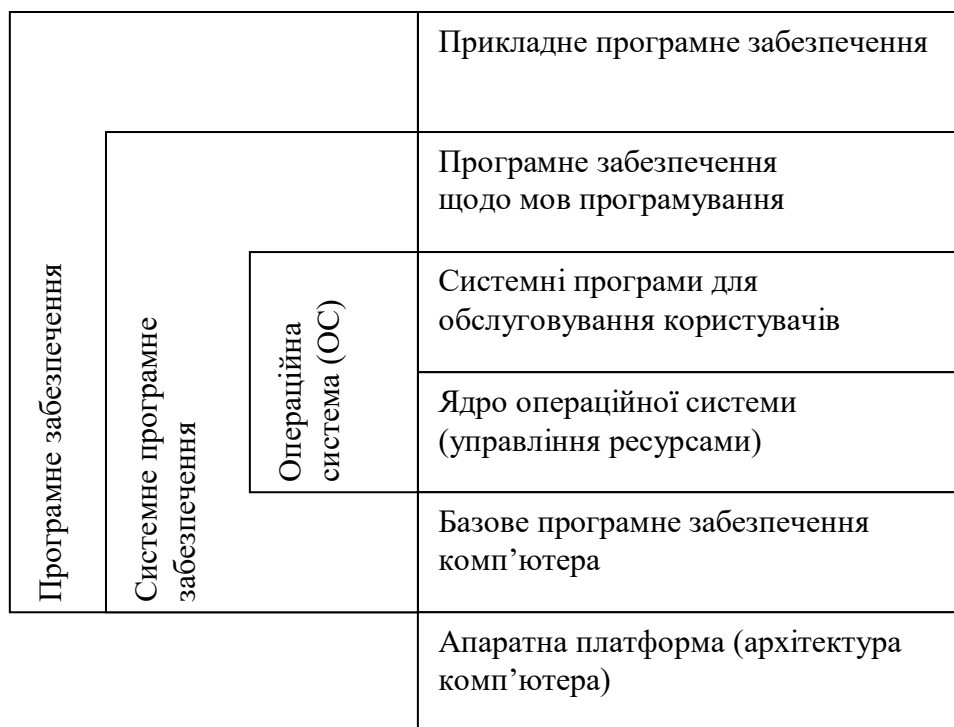 Прикладне програмне забезпечення
Програмне забезпечення
щодо мов програмування
Системні програми для
обслуговування користувачів
Ядро операційної системи
(управління ресурсами)
Базове програмне забезпечення
комп’ютера
Апаратна платформа (архітектура
комп’ютера)
Програмне забезпечення
Системне програмне
забезпечення
Операційна
система (ОС)